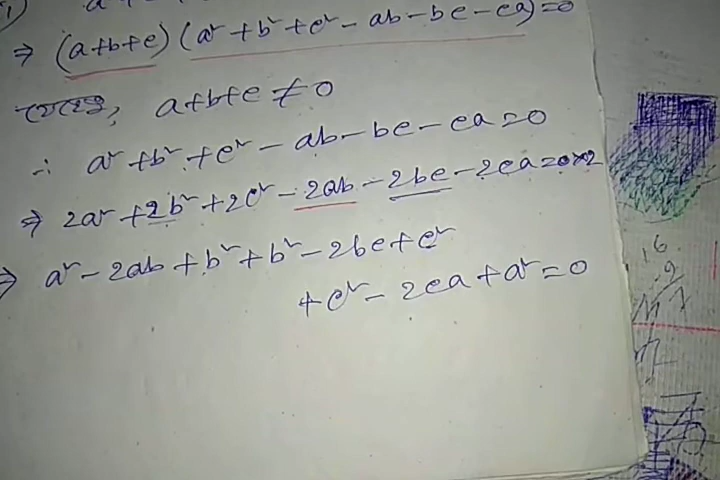 ⇒ (a+b+c)(a²+b²+c²-ab-bc-ca)=0
যেহেতু, a+b+c≠0
∴ a²+b²+c²-ab-bc-ca=0
⇒ 2a²+2b²+2c²-2ab-2bc-2ca=0×2
⇒ a²-2ab+b²+b²-2bc+c²
+c²-2ca+a²=0
16